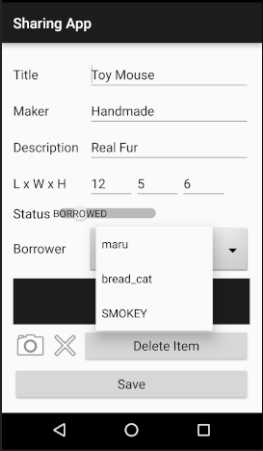 Sharing App
Title Toy Mouse
Maker Handmade
Description Real Fur
L x W x H 12 5 6
Status BORROWED
Borrower
maru
bread_cat
SMOKEY
Delete Item
Save